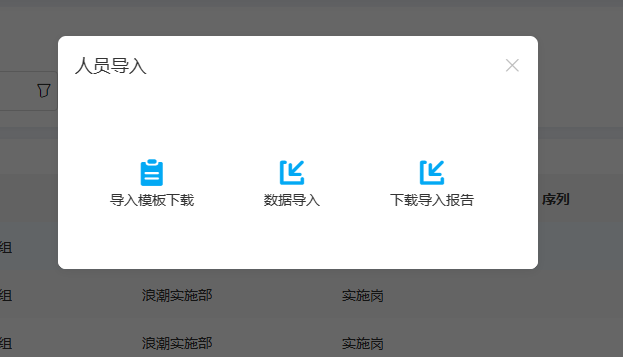 人员导入
导入模板下载 数据导入 下载导入报告
序列
组
组 浪潮实施部 实施岗
组 浪潮实施部 实施岗